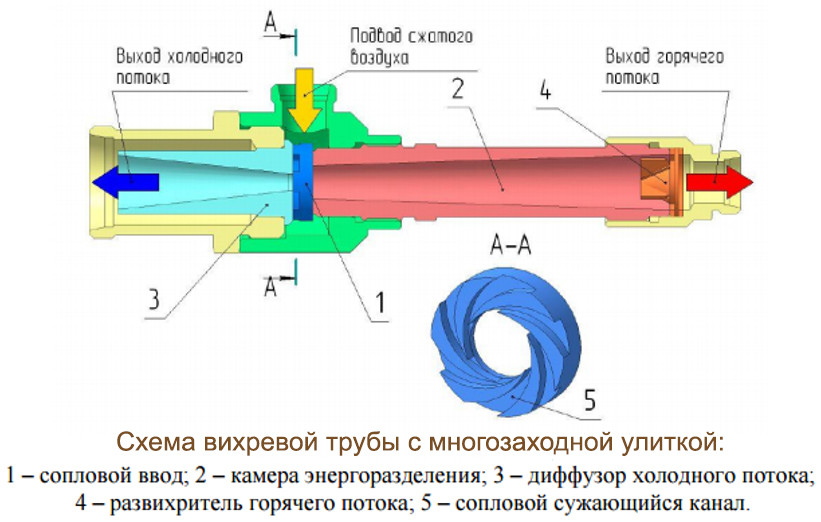 А
Выход холодного
потока
Подвод сжатого
воздуха
Выход горячего
потока
2
4
А
3
1
А-А
5
Схема вихревой трубы с многозаходной улиткой:
1 – сопловой ввод; 2 – камера энергоразделения; 3 – диффузор холодного потока;
4 – развихритель горячего потока; 5 – сопловой сужающийся канал.